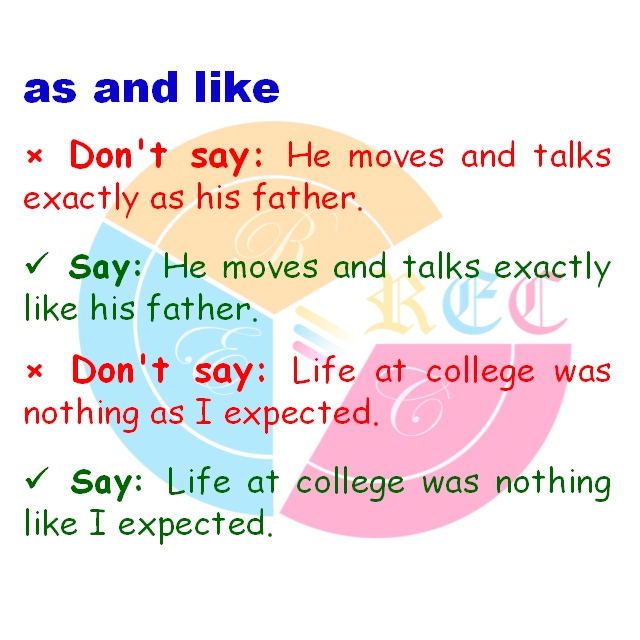 as and like
× Don't say: He moves and talks
exactly as his father.
✓ Say: He moves and talks exactly
like his father.
× Don't say: Life at college was
nothing as I expected.
✓ Say: Life at college was nothing
like I expected.
R
E
C
REC